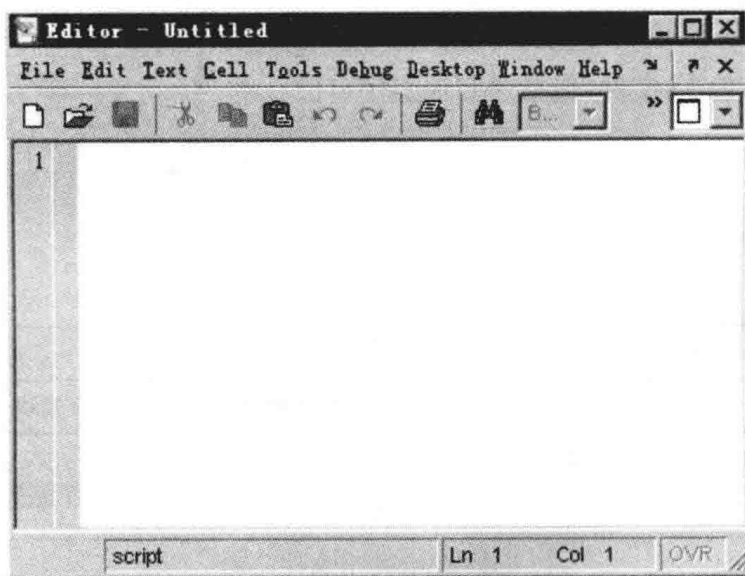 Editor - Untitled
File Edit Text Cell Tools Debug Desktop Window Help
B...
1
script Ln 1 Col 1 OVR